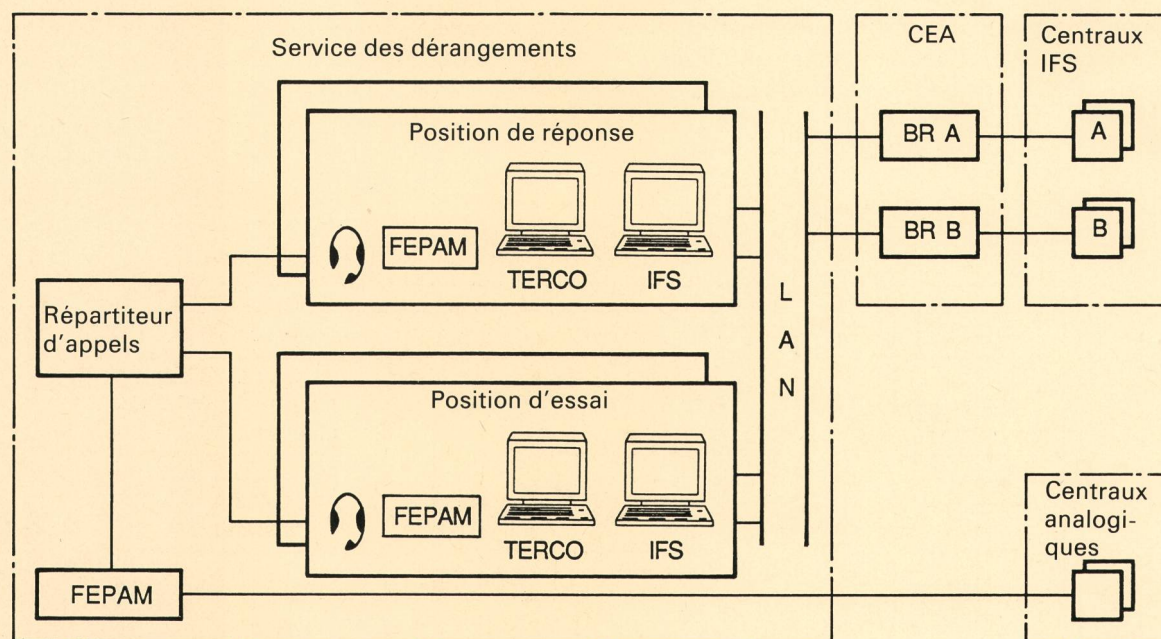 Service des dérangements
CEA
Centraux
IFS
Position de réponse
FEPAM
TERCO
IFS
BR A
A
BR B
B
Répartiteur
d'appels
L
A
N
Position d'essai
FEPAM
TERCO
IFS
Centraux
analogi-
ques
FEPAM